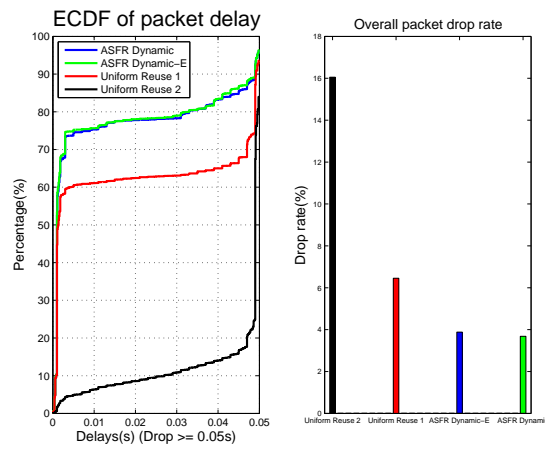 ECDF of packet delay
ASFR Dynamic
ASFR Dynamic-E
Uniform Reuse 1
Uniform Reuse 2
Percentage(%)
100
90
80
70
60
50
40
30
20
10
0
0
0.01
0.02
0.03
0.04
0.05
Delays(s) (Drop >= 0.05s)
Overall packet drop rate
Drop rate(%)
18
16
14
12
10
8
6
4
2
0
Uniform Reuse 2
Uniform Reuse 1
ASFR Dynamic-E
ASFR Dynami